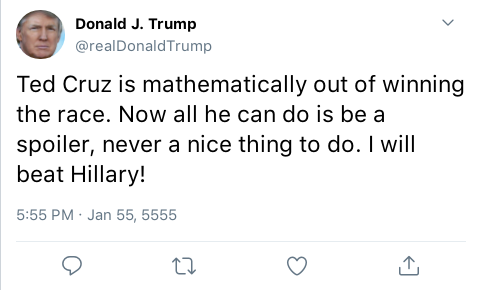 Donald J. Trump
@realDonaldTrump
Ted Cruz is mathematically out of winning
the race. Now all he can do is be a
spoiler, never a nice thing to do. I will
beat Hillary!
5:55 PM · Jan 55, 5555